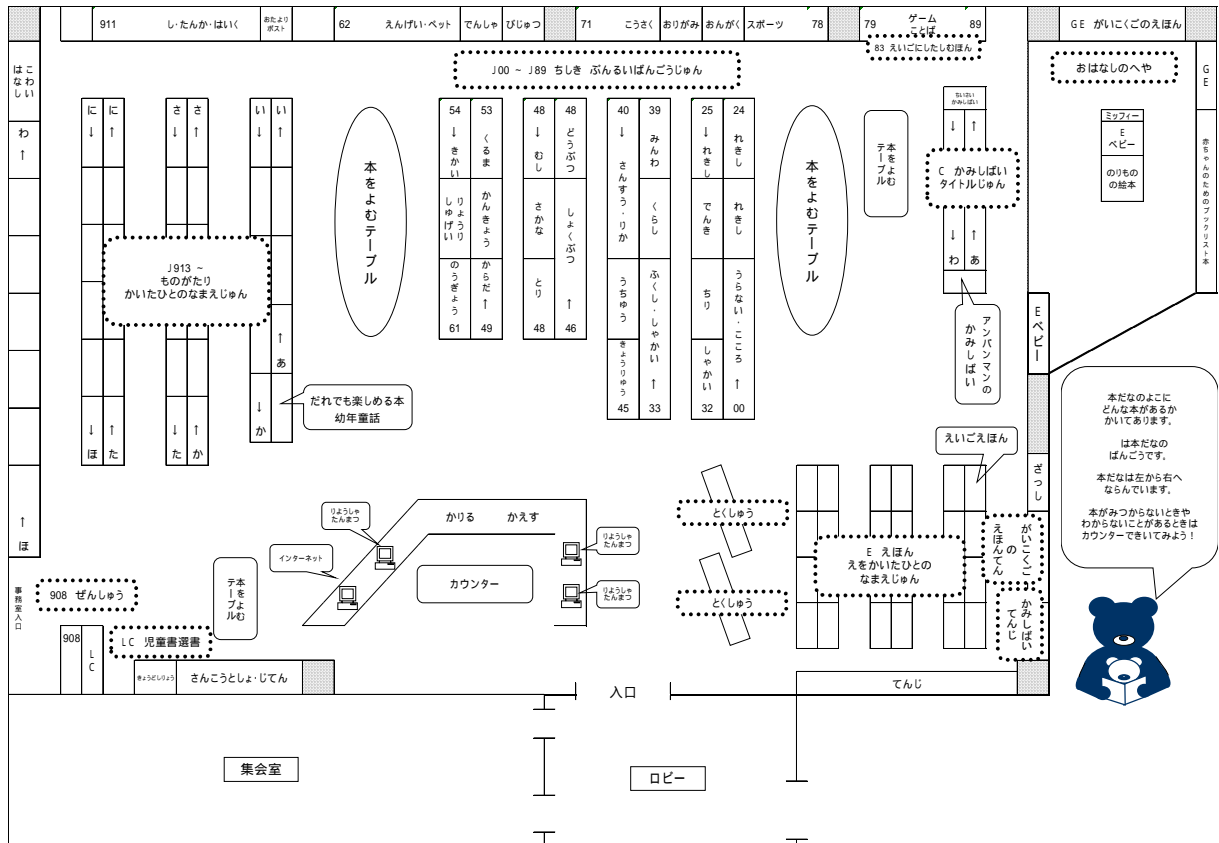 911 し・たんか・はいく
おたより
ポスト
62 えんげい・ペット
でんしゃ
びじゅつ
71 こうさく
おりがみ
おんがく
スポーツ 78
79 ゲーム 89
ことば
83 えいごにしたしむほん
GE がいこくごのえほん
J00 ~ J89 ちしき ぶんるいばんごうじゅん
おはなしのへや
GE
赤ちゃんのためのブックリスト本
こわい
はなし
わ
↑
↑
ほ
に
↓
↓
ほ
に
↑
↑
た
さ
↓
↓
た
さ
↑
↑
か
い
↓
↓
か
い
↑
↑
あ
J913 ~
ものがたり
かいたひとのなまえじゅん
だれでも楽しめる本
幼年童話
本をよむテーブル
54
↓
きかい
りょうり
しゅげい
のうぎょう
61
53
くるま
かんきょう
からだ
↑
49
48
↓
むし
さかな
とり
48
48
どうぶつ
しょくぶつ
↑
46
40
↓
さんすう・りか
うちゅう
きょうりゅう
45
39
みんわ
くらし
ふくし・しゃかい
↑
33
25
↓
れきし
でんき
ちり
しゃかい
32
24
れきし
れきし
うらない・こころ
↑
00
本をよむテーブル
本をよむ
テーブル
ちいさい
かみしばい
↓ ↑
C かみしばい
タイトルじゅん
↓ ↑
わ あ
アンパンマンの
かみしばい
ミッフィー
E
ベビー
のりもの
の絵本
Eベビー
ざっし
えいごえほん
本だなのよこに
どんな本があるか
かいてあります。
は本だなの
ばんごうです。
本だなは左から右へ
ならんでいます。
本がみつからないときや
わからないことがあるときは
カウンターできいてみよう!
とくしゅう
とくしゅう
E えほん
えをかいたひとの
なまえじゅん
がいこくご
の
えほんてん
かみしばい
てんじ
かりる かえす
りようしゃ
たんまつ
インターネット
カウンター
りようしゃ
たんまつ
りようしゃ
たんまつ
本をよむ
テーブル
事務室入口
908 ぜんしゅう
908
LC
LC 児童書選書
きょうどしりょう
さんこうとしょ・じてん
入口
てんじ
集会室
ロビー